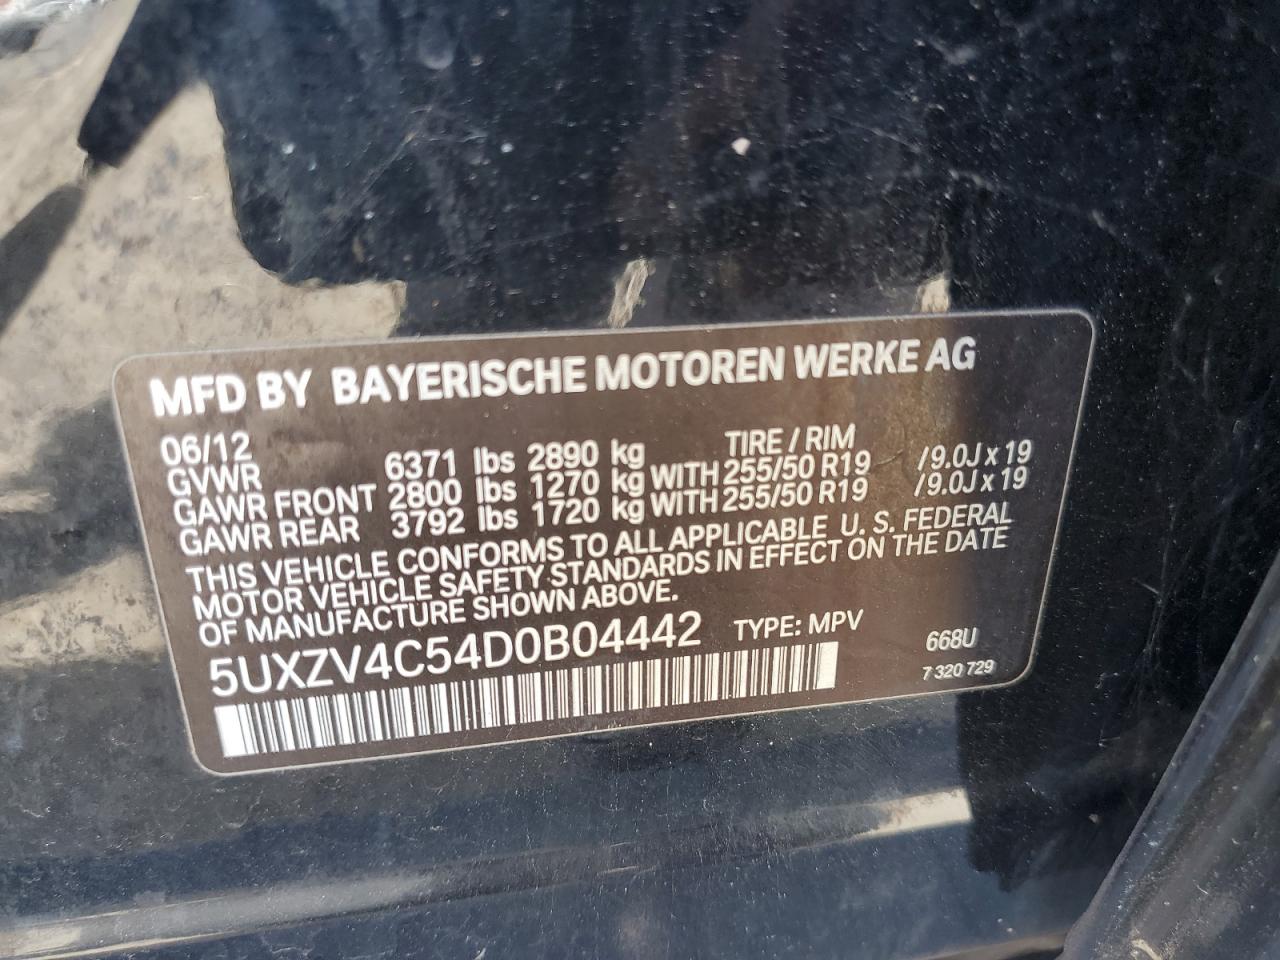 MFD BY BAYERISCHE MOTOREN WERKE AG
06/12 TIRE / RIM
GVWR 6371 lbs 2890 kg
GAWR FRONT 2800 lbs 1270 kg WITH 255/50 R19 /9.0J x 19
GAWR REAR 3792 lbs 1720 kg WITH 255/50 R19 /9.0J x 19
THIS VEHICLE CONFORMS TO ALL APPLICABLE U. S. FEDERAL
MOTOR VEHICLE SAFETY STANDARDS IN EFFECT ON THE DATE
OF MANUFACTURE SHOWN ABOVE.
5UXZV4C54D0B04442 TYPE: MPV 668U
7 320 729